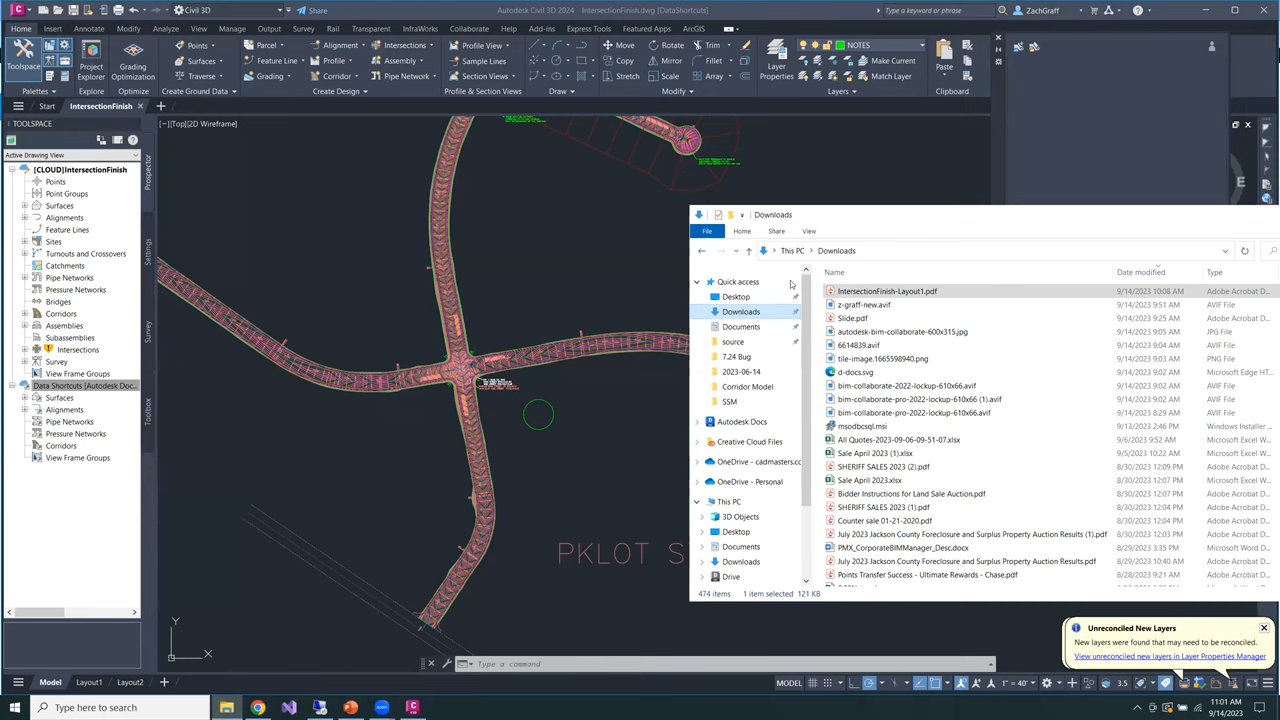 Civil 3D
Share
Autodesk Civil 3D 2024 IntersectionFinish.dwg [DataShortcuts]
Type a keyword or phrase
ZachGraff
Home Insert Annotate Modify Analyze View Manage Output Survey Rail Transparent InfraWorks Collaborate Help Add-ins Express Tools Featured Apps ArcGIS
Toolspace
Project Explorer
Grading Optimization
Points
Surfaces
Traverse
Parcel
Feature Line
Grading
Alignment
Profile
Corridor
Intersections
Assembly
Pipe Network
Profile View
Sample Lines
Section Views
Move
Copy
Stretch
Rotate
Mirror
Scale
Trim
Fillet
Array
Layer Properties
NOTES
Make Current
Match Layer
Paste
Palettes Explore Optimize Create Ground Data Create Design Profile & Section Views Draw Modify Layers Clipboard
Start IntersectionFinish
TOOLSPACE
[−][Top][2D Wireframe]
Active Drawing View
[CLOUD]IntersectionFinish
Points
Point Groups
Surfaces
Alignments
Feature Lines
Sites
Turnouts and Crossovers
Catchments
Pipe Networks
Pressure Networks
Bridges
Corridors
Assemblies
Subassemblies
Intersections
Survey
View Frame Groups
Data Shortcuts [Autodesk Doc...
Surfaces
Alignments
Pipe Networks
Pressure Networks
Corridors
View Frame Groups
Prospector
Settings
Survey
Toolbox
PKLOT S
Y
X
E
Downloads
File Home Share View
This PC Downloads
Quick access
Desktop
Downloads
Documents
source
7.24 Bug
2023-06-14
Corridor Model
SSM
Autodesk Docs
Creative Cloud Files
OneDrive - cadmasters.cc
OneDrive - Personal
This PC
3D Objects
Desktop
Documents
Downloads
Drive
Name Date modified Type
IntersectionFinish-Layout1.pdf 9/14/2023 10:08 AM Adobe Acrobat D...
z-graff-new.avif 9/14/2023 9:51 AM AVIF File
Slide.pdf 9/14/2023 9:06 AM Adobe Acrobat D...
autodesk-bim-collaborate-600x315.jpg 9/14/2023 9:05 AM JPG File
6614839.avif 9/14/2023 9:04 AM AVIF File
tile-image.1665598940.png 9/14/2023 9:03 AM PNG File
d-docs.svg 9/14/2023 9:02 AM Microsoft Edge HT...
bim-collaborate-2022-lockup-610x66.avif 9/14/2023 9:02 AM AVIF File
bim-collaborate-pro-2022-lockup-610x66 (1).avif 9/14/2023 9:02 AM AVIF File
bim-collaborate-pro-2022-lockup-610x66.avif 9/14/2023 8:29 AM AVIF File
msodbcsql.msi 9/13/2023 2:46 PM Windows Installer ...
All Quotes-2023-09-06-09-51-07.xlsx 9/6/2023 9:52 AM Microsoft Excel W...
Sale April 2023 (1).xlsx 9/5/2023 10:22 AM Microsoft Excel W...
SHERIFF SALES 2023 (2).pdf 8/30/2023 12:09 PM Adobe Acrobat D...
Sale April 2023.xlsx 8/30/2023 12:07 PM Microsoft Excel W...
Bidder Instructions for Land Sale Auction.pdf 8/30/2023 12:07 PM Adobe Acrobat D...
SHERIFF SALES 2023 (1).pdf 8/30/2023 12:04 PM Adobe Acrobat D...
Counter sale 01-21-2020.pdf 8/30/2023 12:04 PM Adobe Acrobat D...
July 2023 Jackson County Foreclosure and Surplus Property Auction Results (1).pdf 8/30/2023 12:03 PM Adobe Acrobat D...
PMX_CorporateBIMManager_Desc.docx 8/29/2023 3:35 PM Microsoft Word D...
July 2023 Jackson County Foreclosure and Surplus Property Auction Results.pdf 8/29/2023 10:40 AM Adobe Acrobat D...
Points Transfer Success - Ultimate Rewards - Chase.pdf 8/28/2023 9:21 AM Adobe Acrobat D...
474 items 1 item selected 121 KB
Unreconciled New Layers
New layers were found that may need to be reconciled.
View unreconciled new layers in Layer Properties Manager
Type a command
Model Layout1 Layout2
MODEL
1" = 40'
3.5
Type here to search
11:01 AM
9/14/2023